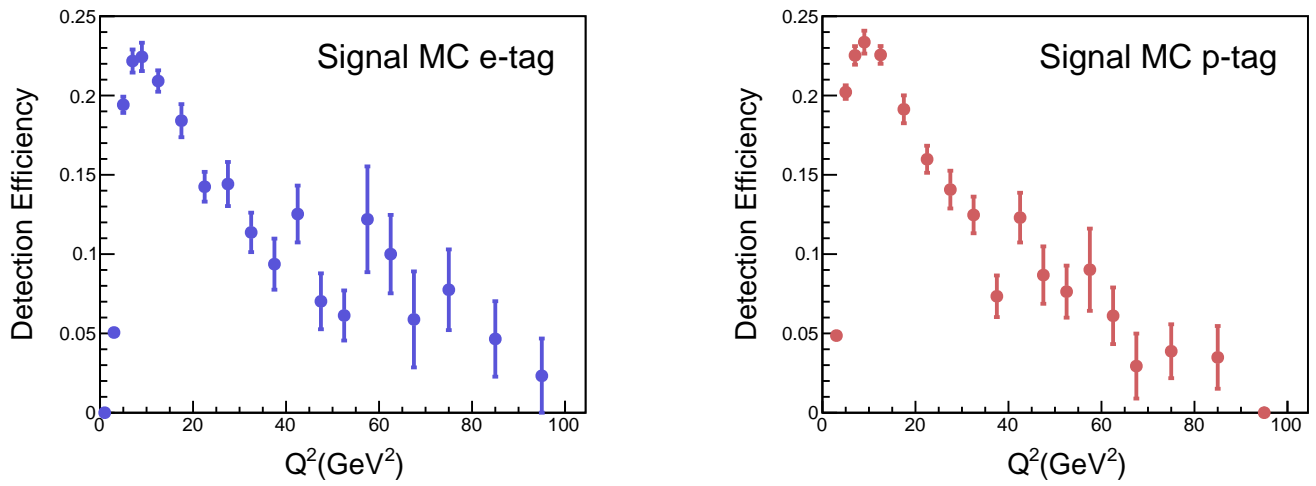 Signal MC e-tag
Detection Efficiency
0.25
0.2
0.15
0.1
0.05
0
0 20 40 60 80 100
Q²(GeV²)
Signal MC p-tag
Detection Efficiency
0.25
0.2
0.15
0.1
0.05
0
0 20 40 60 80 100
Q²(GeV²)